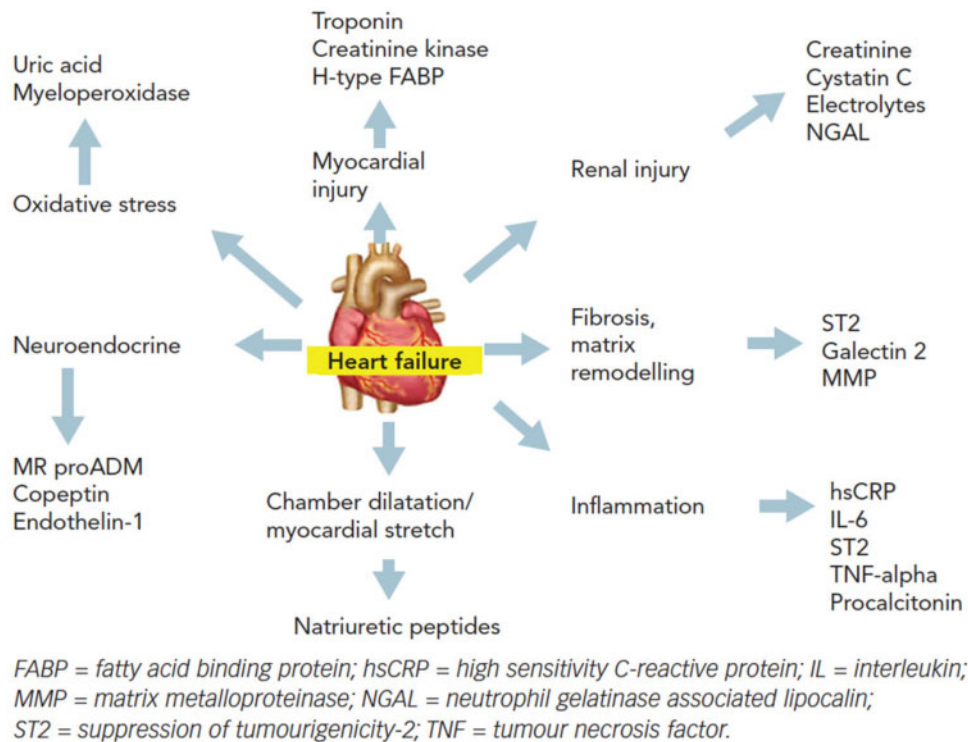 Troponin
Creatinine kinase
H-type FABP
Uric acid
Myeloperoxidase
Creatinine
Cystatin C
Electrolytes
NGAL
Myocardial
injury
Renal injury
Oxidative stress
Neuroendocrine
Heart failure
Fibrosis,
matrix
remodelling
ST2
Galectin 2
MMP
MR proADM
Copeptin
Endothelin-1
Chamber dilatation/
myocardial stretch
Inflammation
hsCRP
IL-6
ST2
TNF-alpha
Procalcitonin
Natriuretic peptides
FABP = fatty acid binding protein; hsCRP = high sensitivity C-reactive protein; IL = interleukin;
MMP = matrix metalloproteinase; NGAL = neutrophil gelatinase associated lipocalin;
ST2 = suppression of tumourigenicity-2; TNF = tumour necrosis factor.